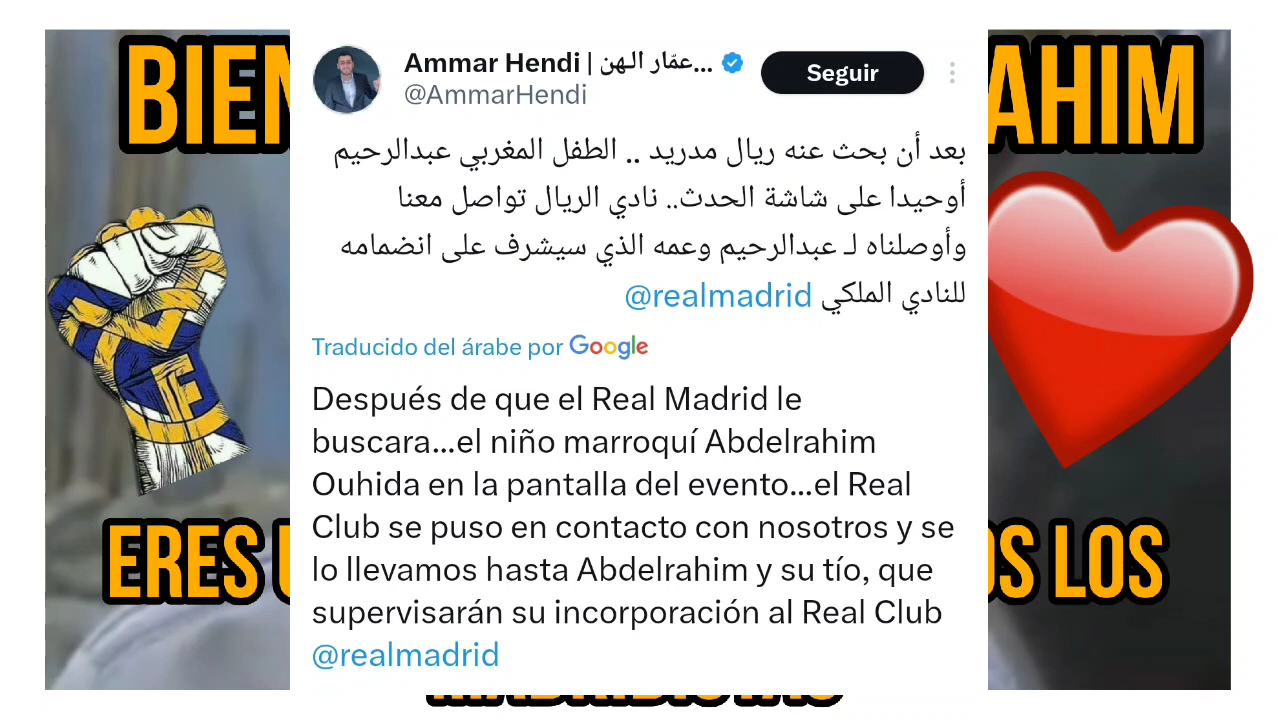 BIEN
AHIM
Ammar Hendi | عمّار الـهن...
Seguir
@AmmarHendi
بعد أن بحث عنه ريال مدريد .. الطفل المغربي عبدالرحيم
أوحيدا على شاشة الحدث.. نادي الريال تواصل معنا
وأوصلناه لـ عبدالرحيم وعمه الذي سيشرف على انضمامه
للنادي الملكي @realmadrid
Traducido del árabe por Google
Después de que el Real Madrid le
buscara...el niño marroquí Abdelrahim
Ouhida en la pantalla del evento...el Real
Club se puso en contacto con nosotros y se
lo llevamos hasta Abdelrahim y su tío, que
supervisarán su incorporación al Real Club
@realmadrid
ERES
OS LOS